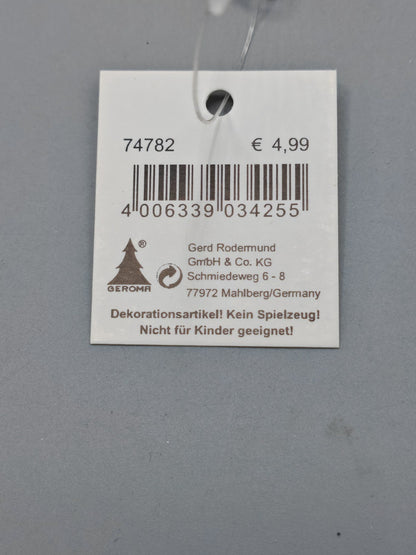 74782 € 4,99
4 006339 034255
GEROMA ®
Gerd Rodermund
GmbH & Co. KG
Schmiedeweg 6 - 8
77972 Mahlberg/Germany
Dekorationsartikel! Kein Spielzeug!
Nicht für Kinder geeignet!